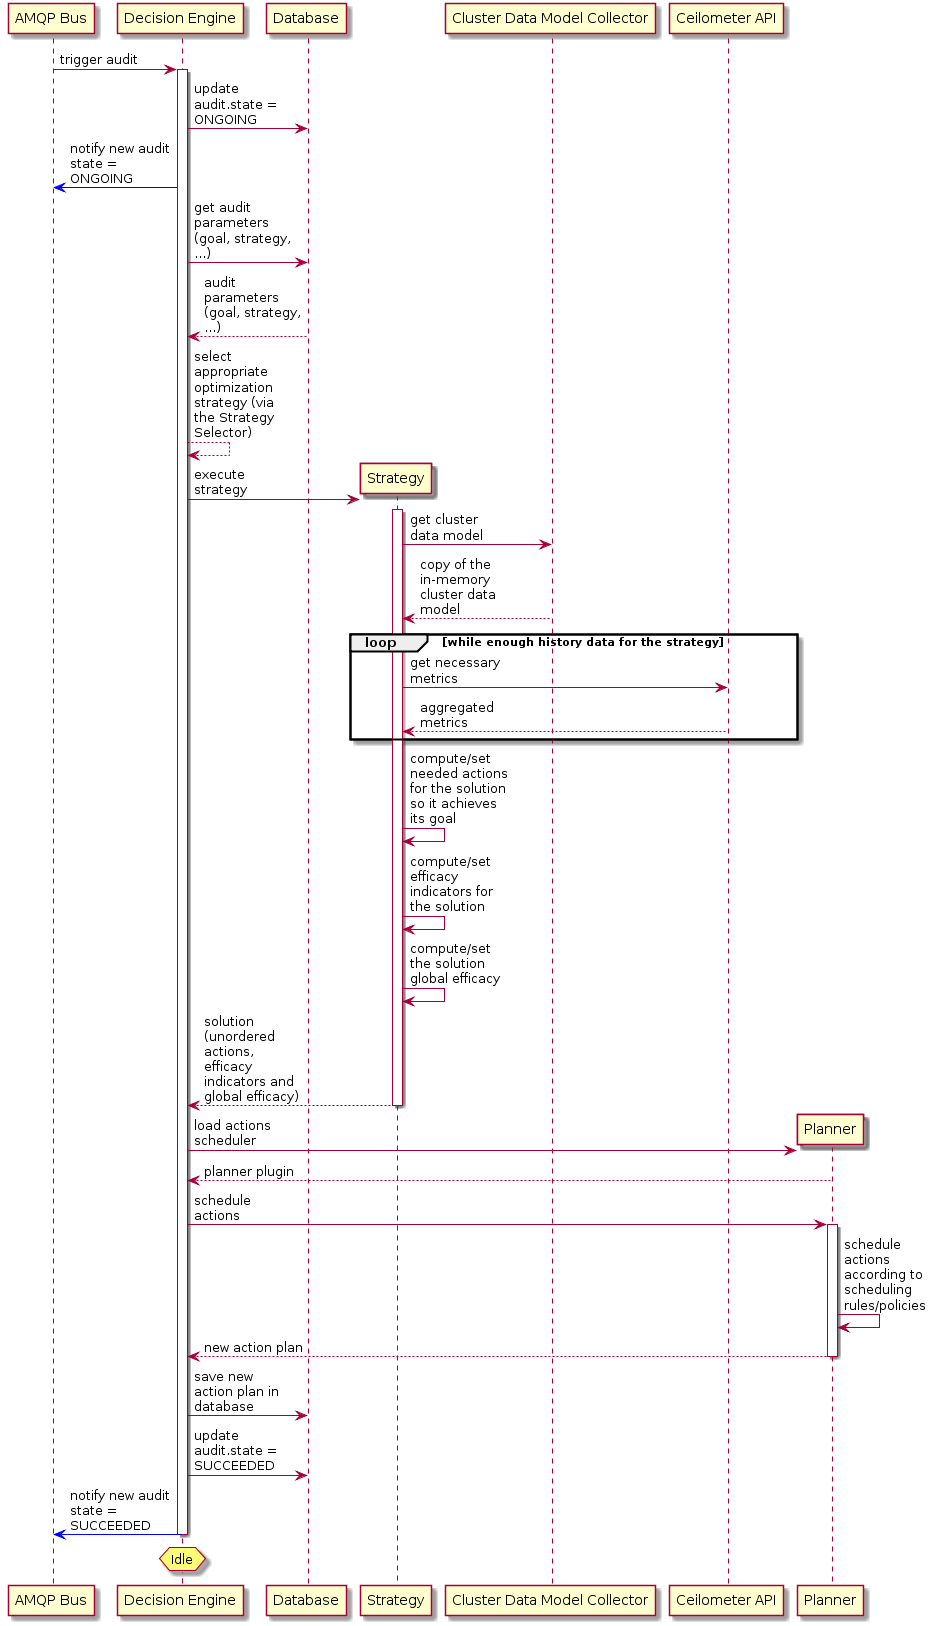 AMQP Bus
Decision Engine
Database
Cluster Data Model Collector
Ceilometer API
trigger audit
update
audit.state =
ONGOING
notify new audit
state =
ONGOING
get audit
parameters
(goal, strategy,
...)
audit
parameters
(goal, strategy,
...)
select
appropriate
optimization
strategy (via
the Strategy
Selector)
execute
strategy
Strategy
get cluster
data model
copy of the
in-memory
cluster data
model
loop
[while enough history data for the strategy]
get necessary
metrics
aggregated
metrics
compute/set
needed actions
for the solution
so it achieves
its goal
compute/set
efficacy
indicators for
the solution
compute/set
the solution
global efficacy
solution
(unordered
actions,
efficacy
indicators and
global efficacy)
load actions
scheduler
Planner
planner plugin
schedule
actions
schedule
actions
according to
scheduling
rules/policies
new action plan
save new
action plan in
database
update
audit.state =
SUCCEEDED
notify new audit
state =
SUCCEEDED
Idle
AMQP Bus
Decision Engine
Database
Strategy
Cluster Data Model Collector
Ceilometer API
Planner